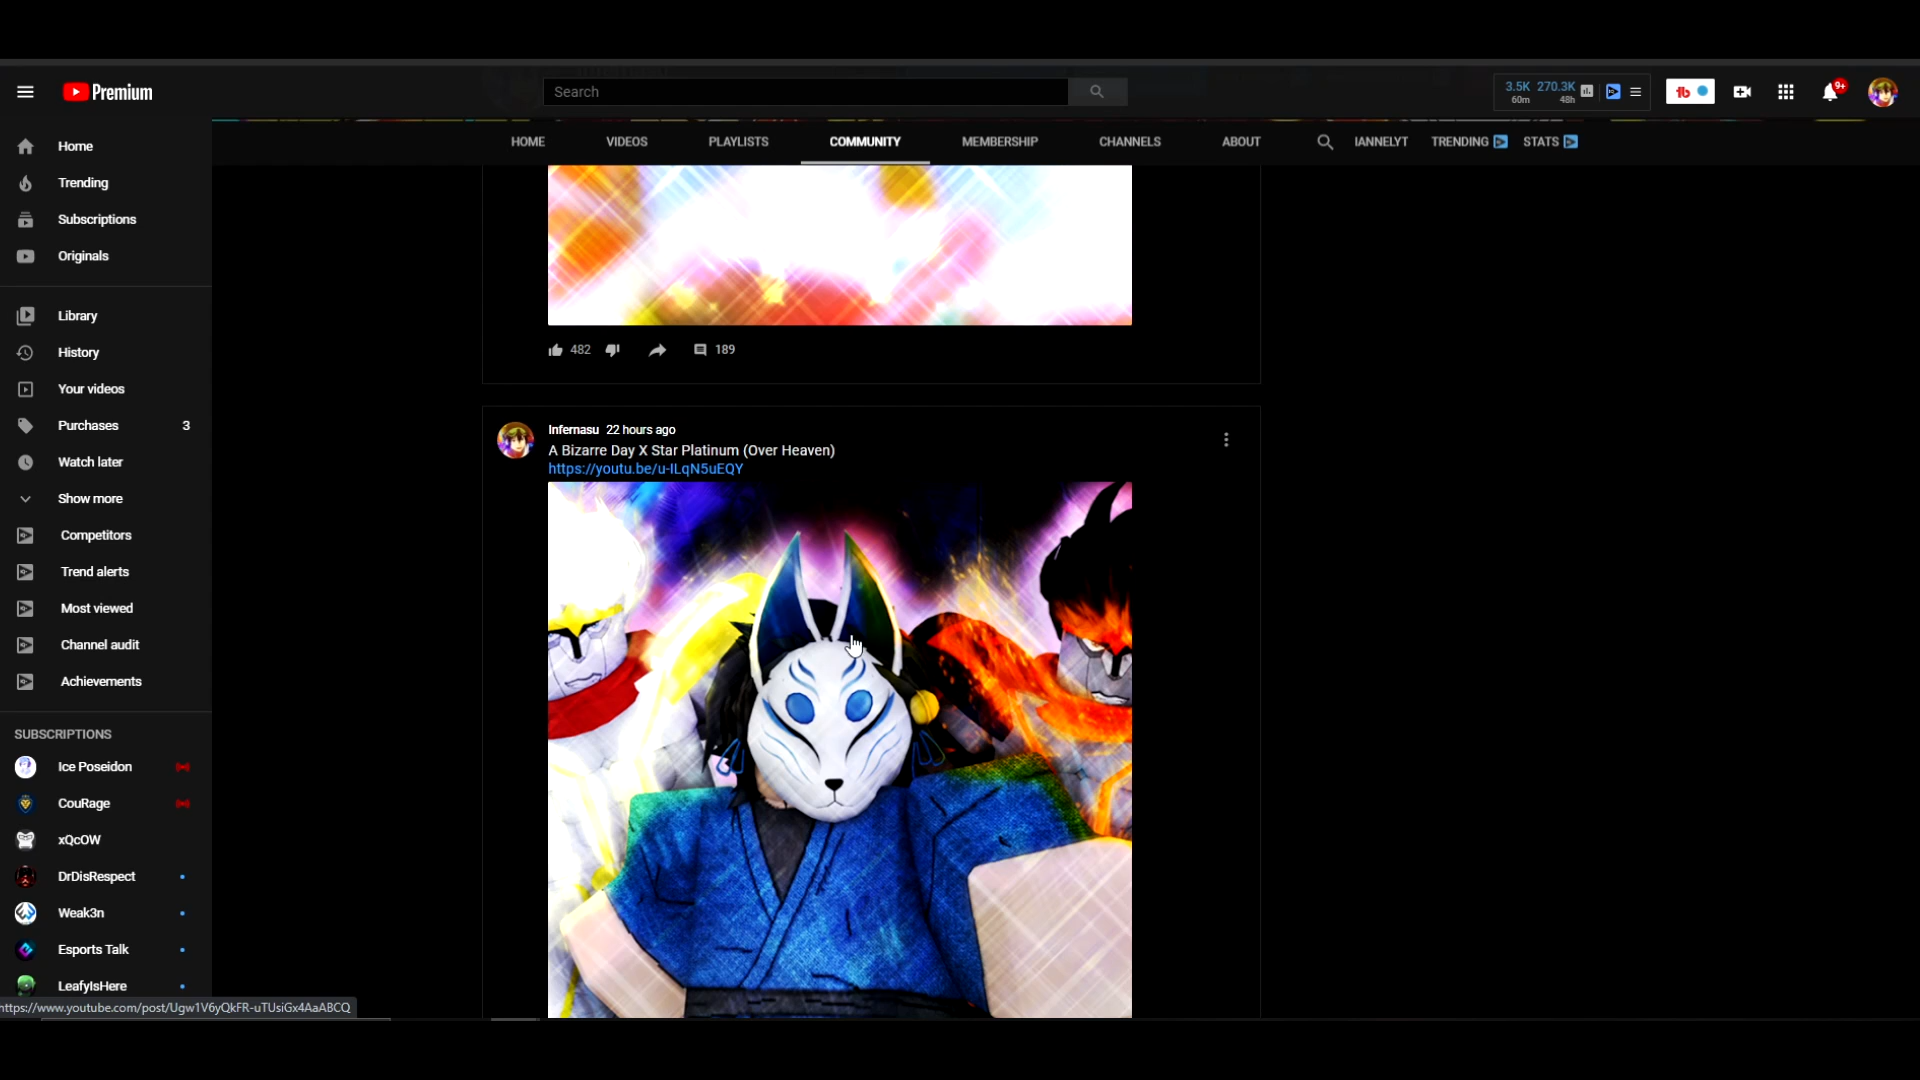 Premium
Search
3.5K 270.3K
60m 48h
9+
HOME VIDEOS PLAYLISTS COMMUNITY MEMBERSHIP CHANNELS ABOUT IANNELYT TRENDING STATS
Home
Trending
Subscriptions
Originals
Library
History
Your videos
Purchases 3
Watch later
Show more
Competitors
Trend alerts
Most viewed
Channel audit
Achievements
SUBSCRIPTIONS
Ice Poseidon
CouRage
xQcOW
DrDisRespect
Weak3n
Esports Talk
LeafyIsHere
482 189
Infernasu 22 hours ago
A Bizarre Day X Star Platinum (Over Heaven)
https://youtu.be/u-ILqN5uEQY
https://www.youtube.com/post/Ugw1V6yQkFR-uTUsiGx4AaABCQ